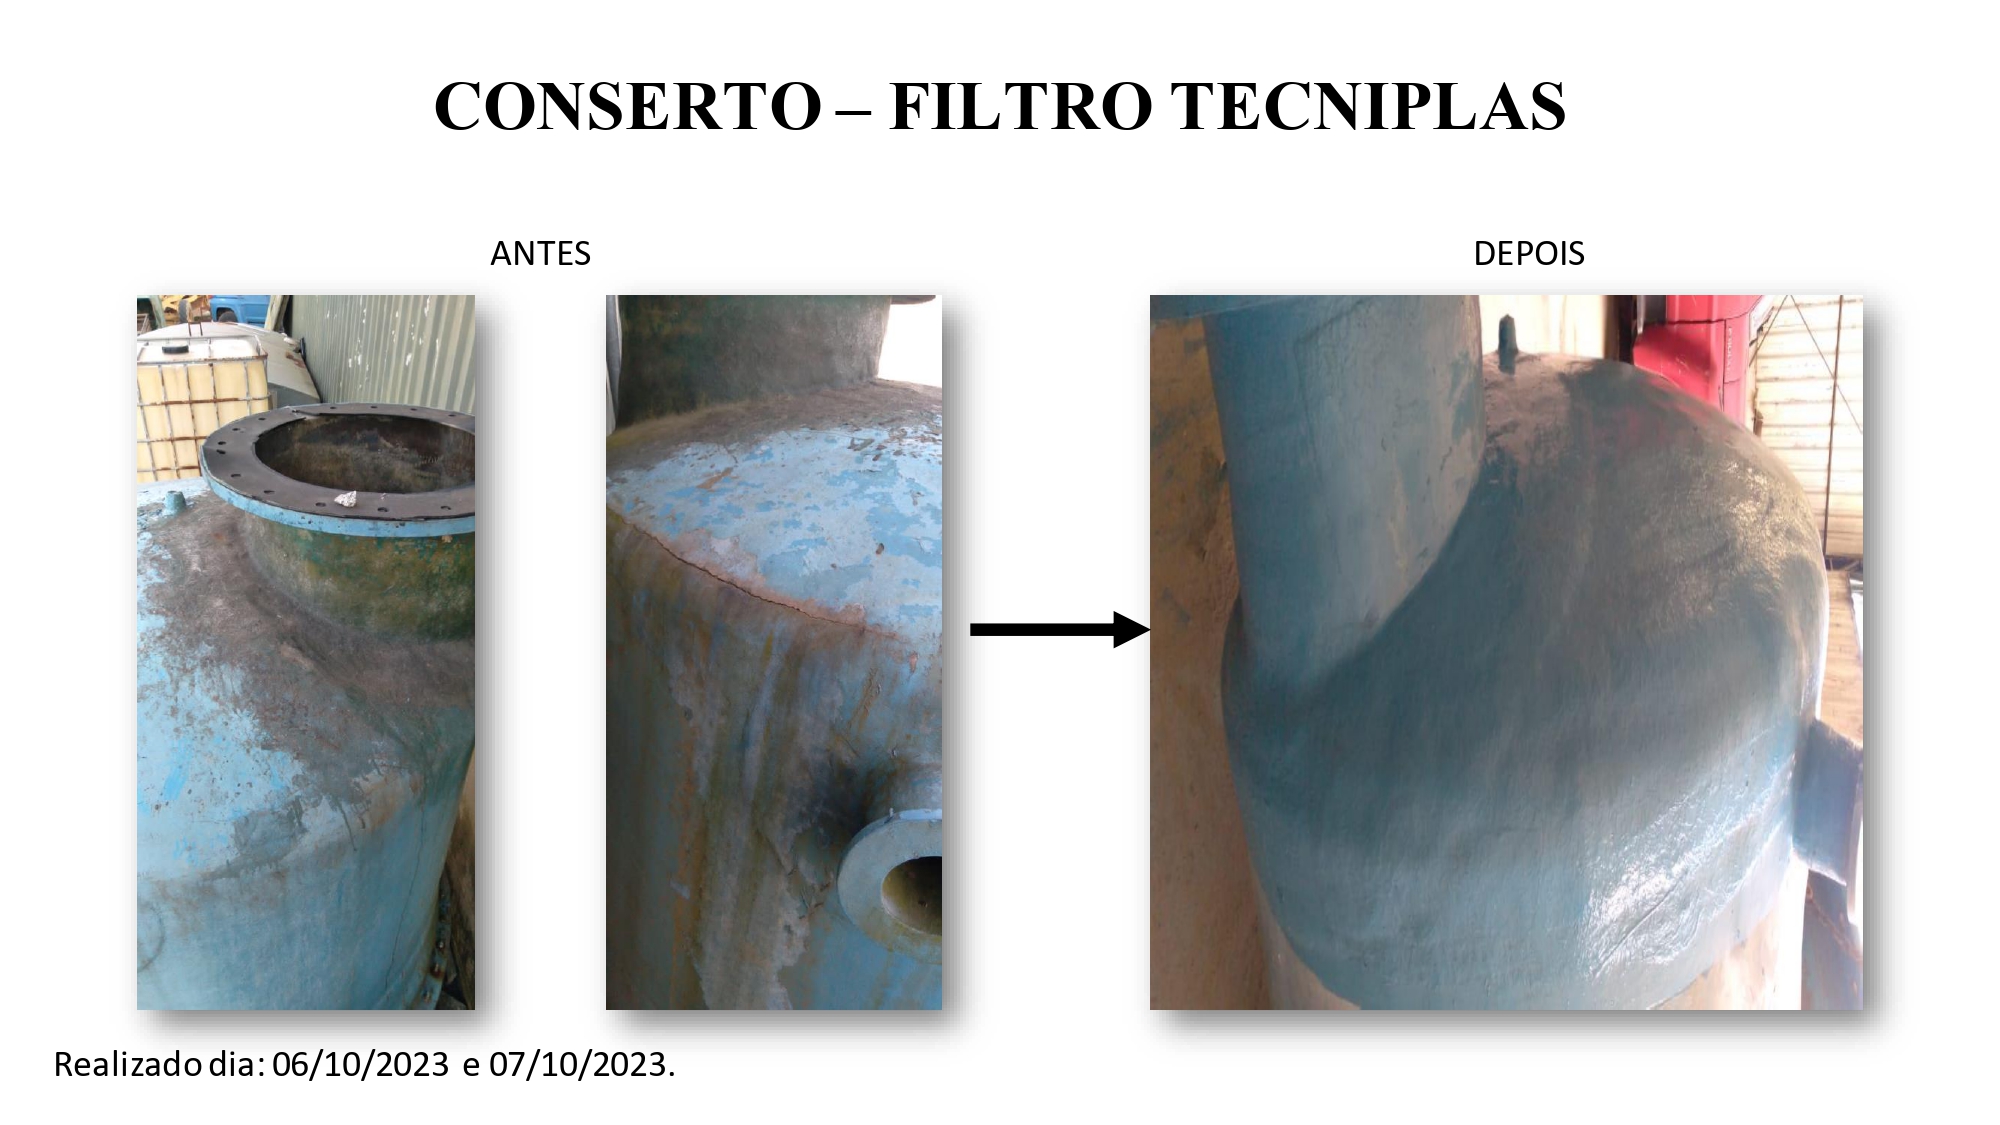 CONSERTO – FILTRO TECNIPLAS
ANTES
DEPOIS
Realizado dia: 06/10/2023 e 07/10/2023.